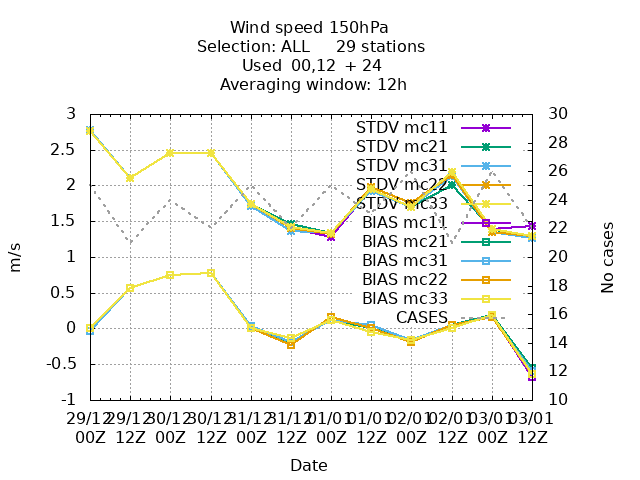 Wind speed 150hPa
Selection: ALL     29 stations
Used  00,12  + 24
Averaging window: 12h
m/s
3
2.5
2
1.5
1
0.5
0
-0.5
-1
30
28
26
24
22
20
18
16
14
12
10
No cases
STDV mc11
STDV mc21
STDV mc31
STDV mc22
STDV mc33
BIAS mc11
BIAS mc21
BIAS mc31
BIAS mc22
BIAS mc33
CASES
29/12 29/12 30/12 30/12 31/12 31/12 01/01 01/01 02/01 02/01 03/01 03/01
00Z 12Z 00Z 12Z 00Z 12Z 00Z 12Z 00Z 12Z 00Z 12Z
Date